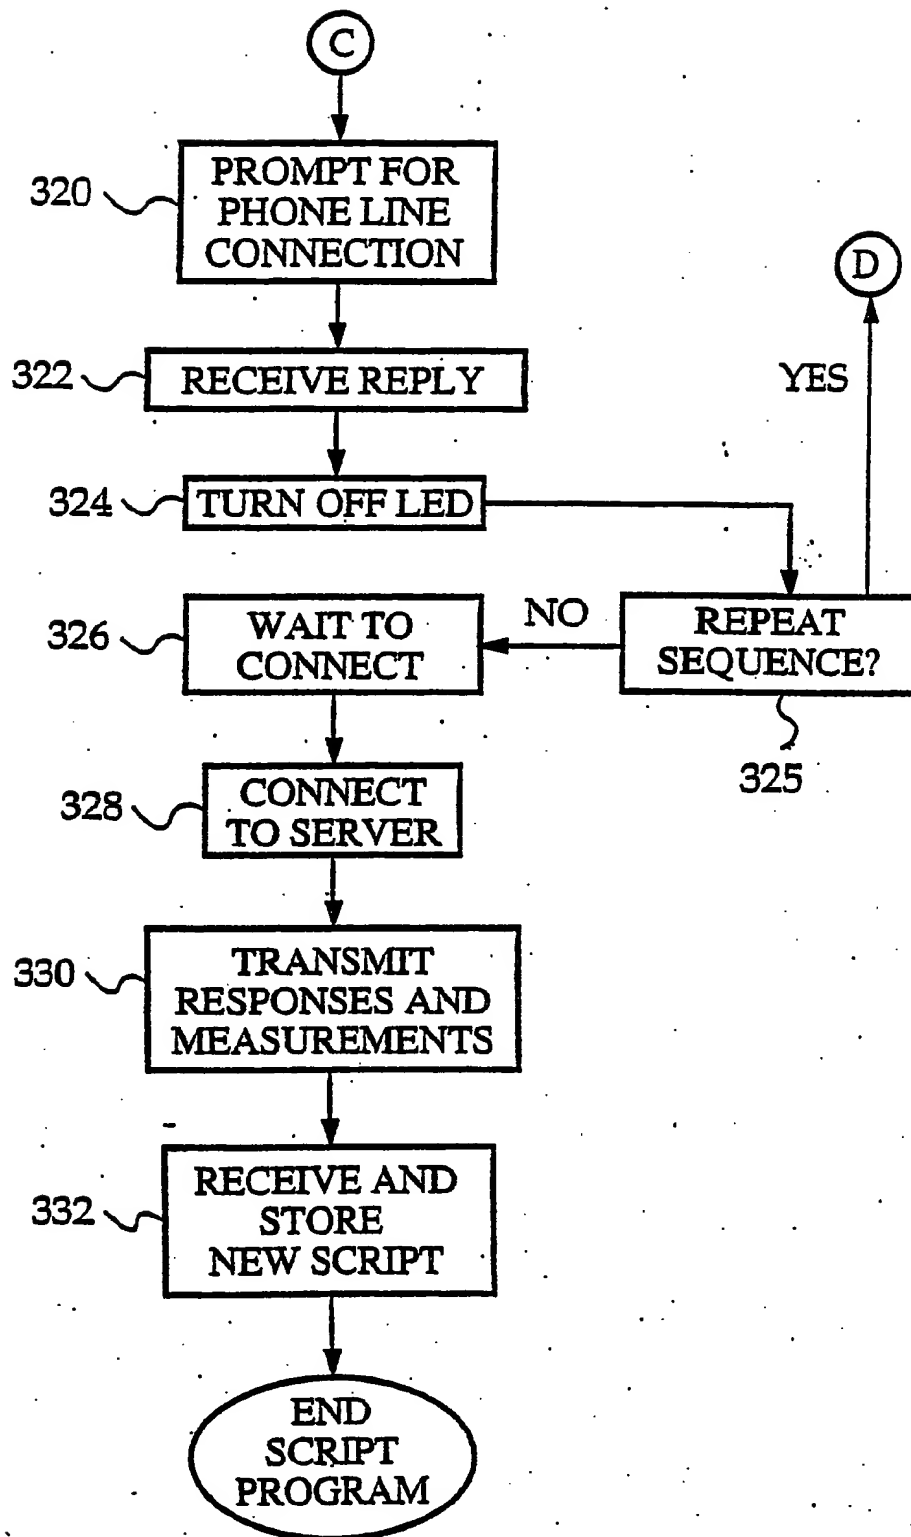 C
320
PROMPT FOR
PHONE LINE
CONNECTION
D
322
RECEIVE REPLY
YES
324
TURN OFF LED
326
WAIT TO
CONNECT
NO
REPEAT
SEQUENCE?
325
328
CONNECT
TO SERVER
330
TRANSMIT
RESPONSES AND
MEASUREMENTS
332
RECEIVE AND
STORE
NEW SCRIPT
END
SCRIPT
PROGRAM